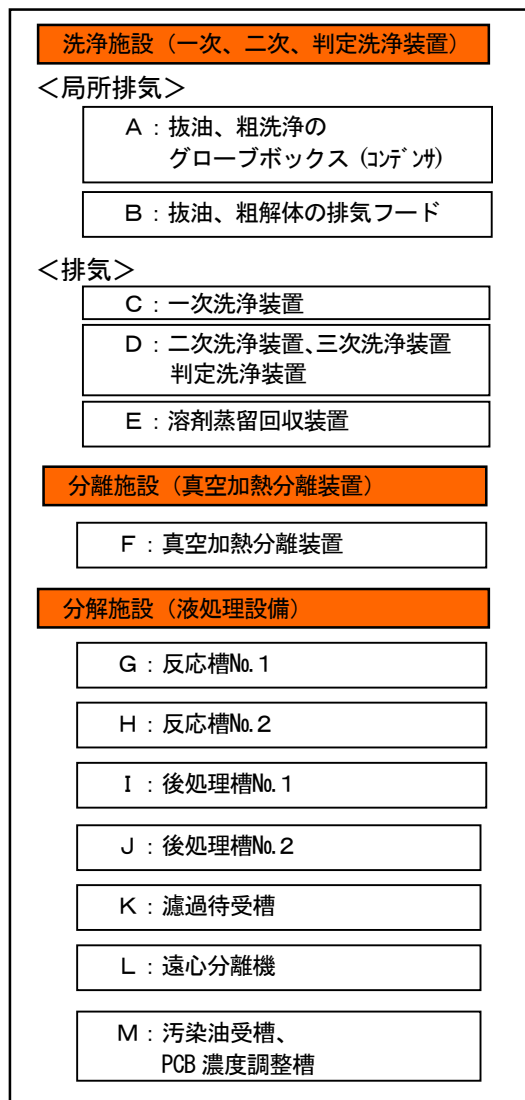 洗浄施設（一次、二次、判定洗浄装置）
＜局所排気＞
Ａ：抜油、粗洗浄の
グローブボックス（ｺﾝﾃﾞﾝｻ）
Ｂ：抜油、粗解体の排気フード
＜排気＞
Ｃ：一次洗浄装置
Ｄ：二次洗浄装置、三次洗浄装置
判定洗浄装置
Ｅ：溶剤蒸留回収装置
分離施設（真空加熱分離装置）
Ｆ：真空加熱分離装置
分解施設（液処理設備）
Ｇ：反応槽№1
Ｈ：反応槽№2
Ｉ：後処理槽№1
Ｊ：後処理槽№2
Ｋ：濾過待受槽
Ｌ：遠心分離機
Ｍ：汚染油受槽、
PCB 濃度調整槽